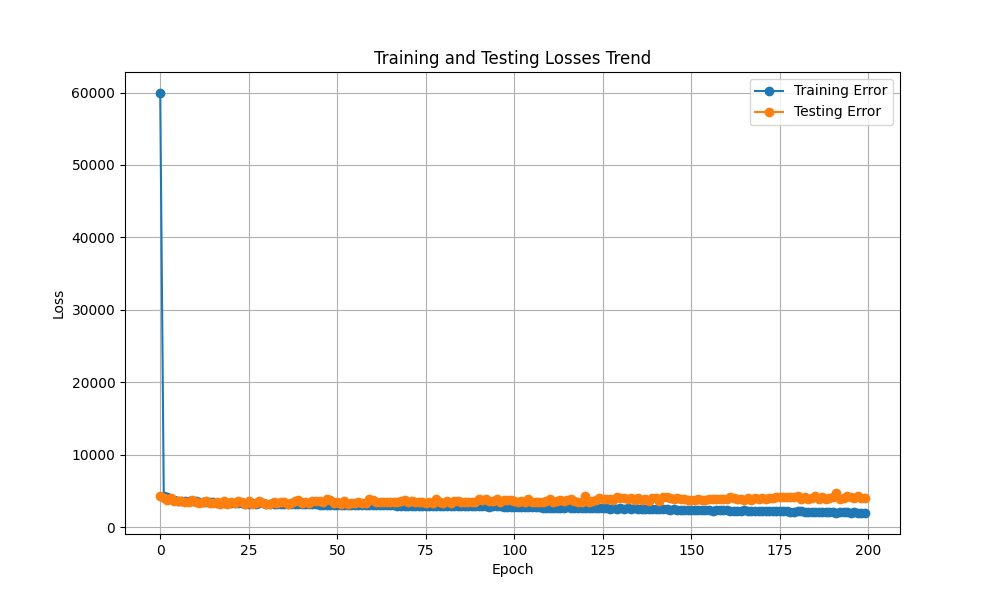 Training and Testing Losses Trend
Training Error
Testing Error
60000
50000
40000
30000
20000
10000
0
Loss
0 25 50 75 100 125 150 175 200
Epoch